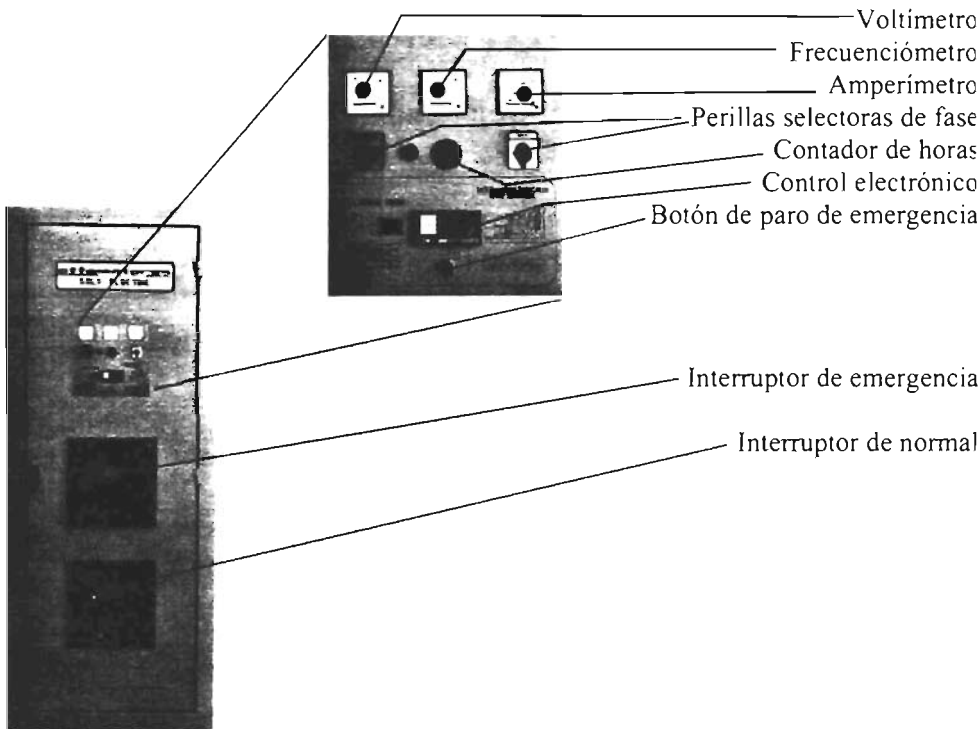 Voltímetro
Frecuenciómetro
Amperímetro
Perillas selectoras de fase
Contador de horas
Control electrónico
Botón de paro de emergencia
Interruptor de emergencia
Interruptor de normal